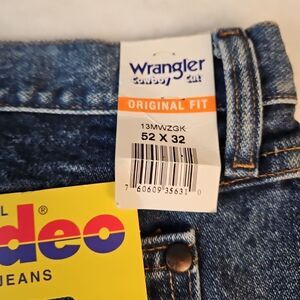 Wrangler
Cowboy Cut
ORIGINAL FIT
13MWZGK
52 X 32
7 60609 35631 0
L ®
deo
JEANS